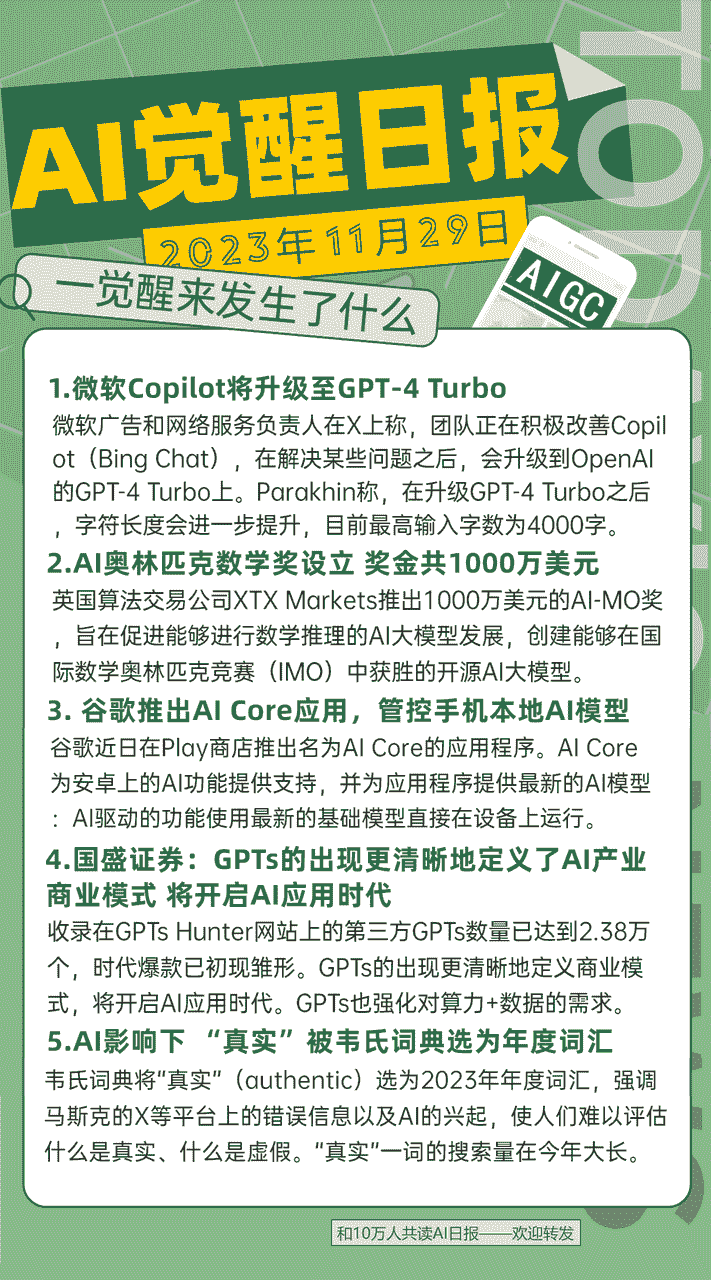 AI觉醒日报
2023年11月29日
一觉醒来发生了什么
AIGC
1.微软Copilot将升级至GPT-4 Turbo
微软广告和网络服务负责人在X上称，团队正在积极改善Copil
ot（Bing Chat），在解决某些问题之后，会升级到OpenAI
的GPT-4 Turbo上。Parakhin称，在升级GPT-4 Turbo之后
，字符长度会进一步提升，目前最高输入字数为4000字。
2.AI奥林匹克数学奖设立 奖金共1000万美元
英国算法交易公司XTX Markets推出1000万美元的AI-MO奖
，旨在促进能够进行数学推理的AI大模型发展，创建能够在国
际数学奥林匹克竞赛（IMO）中获胜的开源AI大模型。
3. 谷歌推出AI Core应用，管控手机本地AI模型
谷歌近日在Play商店推出名为AI Core的应用程序。AI Core
为安卓上的AI功能提供支持，并为应用程序提供最新的AI模型
：AI驱动的功能使用最新的基础模型直接在设备上运行。
4.国盛证券：GPTs的出现更清晰地定义了AI产业
商业模式 将开启AI应用时代
收录在GPTs Hunter网站上的第三方GPTs数量已达到2.38万
个，时代爆款已初现雏形。GPTs的出现更清晰地定义商业模
式，将开启AI应用时代。GPTs也强化对算力+数据的需求。
5.AI影响下 “真实”被韦氏词典选为年度词汇
韦氏词典将“真实”（authentic）选为2023年年度词汇，强调
马斯克的X等平台上的错误信息以及AI的兴起，使人们难以评估
什么是真实、什么是虚假。“真实”一词的搜索量在今年大长。
和10万人共读AI日报——欢迎转发